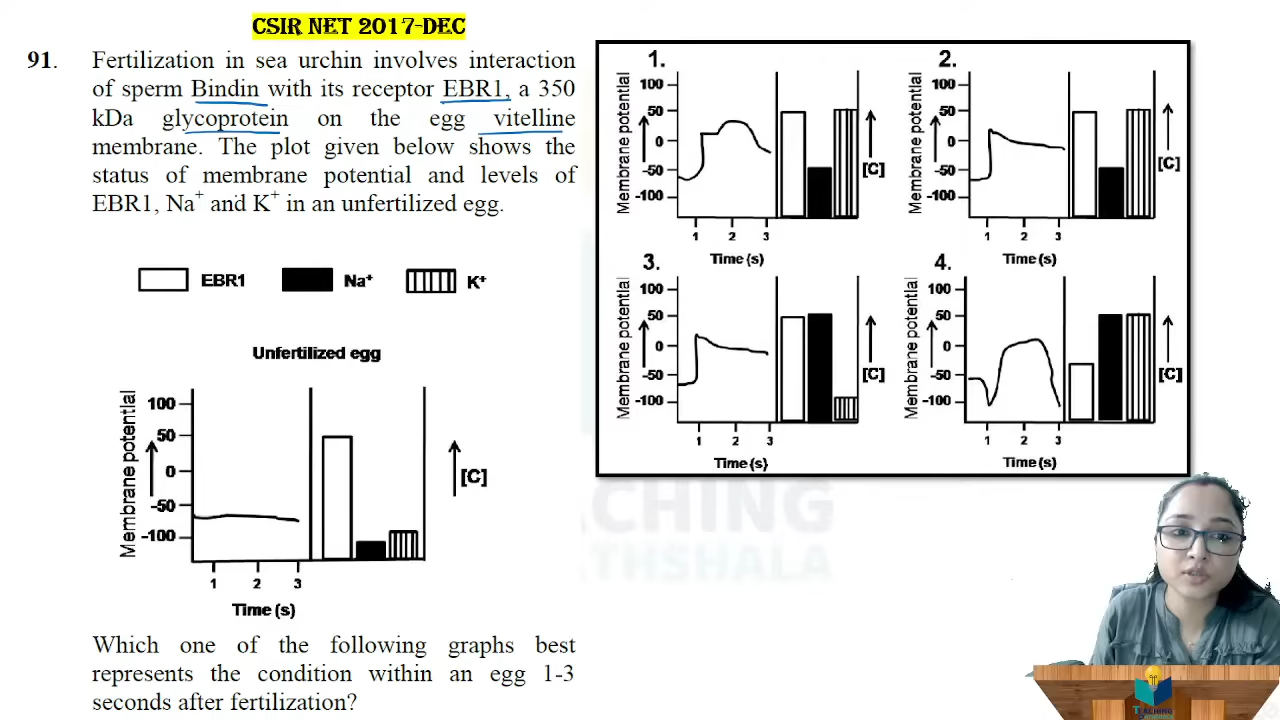 CSIR NET 2017-DEC
91. Fertilization in sea urchin involves interaction
of sperm Bindin with its receptor EBR1, a 350
kDa glycoprotein on the egg vitelline
membrane. The plot given below shows the
status of membrane potential and levels of
EBR1, Na+ and K+ in an unfertilized egg.
EBR1 Na+ K+
Unfertilized egg
Membrane potential
100
50
0
-50
-100
[C]
1 2 3
Time (s)
Which one of the following graphs best
represents the condition within an egg 1-3
seconds after fertilization?
1.
Membrane potential
100
50
0
-50
-100
[C]
1 2 3
Time (s)
2.
Membrane potential
100
50
0
-50
-100
[C]
1 2 3
Time (s)
3.
Membrane potential
100
50
0
-50
-100
[C]
1 2 3
Time (s)
4.
Membrane potential
100
50
0
-50
-100
[C]
1 2 3
Time (s)
ACHING
THSHALA
TEACHING